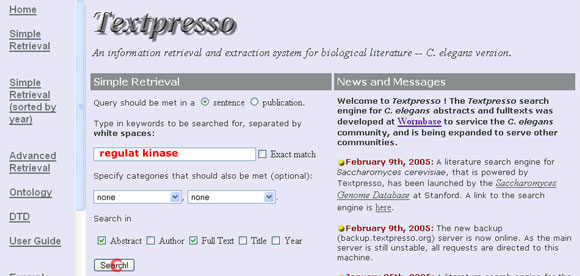 Home
Simple
Retrieval
Simple
Retrieval
(sorted by
year)
Advanced
Retrieval
Ontology
DTD
User Guide
Example
Textpresso
An information retrieval and extraction system for biological literature -- C. elegans version.
Simple Retrieval
Query should be met in a sentence publication.
Type in keywords to be searched for, separated by
white spaces:
regulat kinase Exact match
Specify categories that should also be met (optional):
none , none .
Search in
Abstract Author Full Text Title Year
Search!
News and Messages
Welcome to Textpresso ! The Textpresso search
engine for C. elegans abstracts and fulltexts was
developed at Wormbase to service the C. elegans
community, and is being expanded to serve other
communities.
February 9th, 2005: A literature search engine for
Saccharomyces cerevisiae, that is powered by
Textpresso, has been launched by the Saccharomyces
Genome Database at Stanford. A link to the search
engine is here.
February 9th, 2005: The new backup
(backup.textpresso.org) server is now online. As the main
server is still unstable, all requests are directed to this
machine.